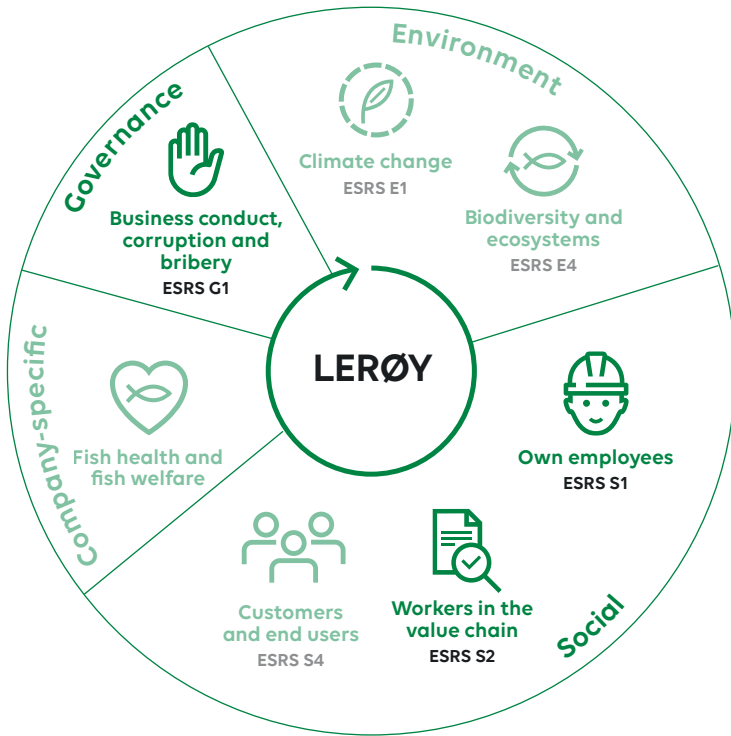 Environment
Climate change
ESRS E1
Biodiversity and
ecosystems
ESRS E4
Governance
Business conduct,
corruption and
bribery
ESRS G1
LERØY
Company-specific
Fish health and
fish welfare
Own employees
ESRS S1
Customers
and end users
ESRS S4
Workers in the
value chain
ESRS S2
Social